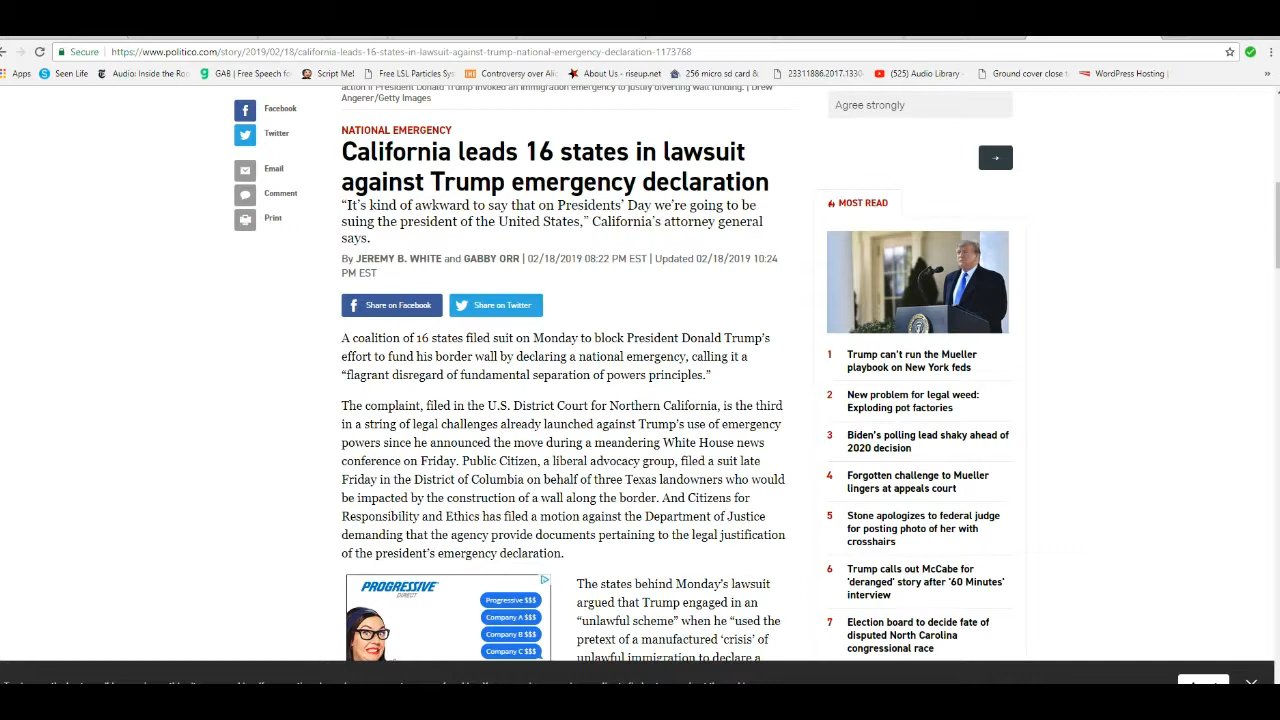 Secure
https://www.politico.com/story/2019/02/18/california-leads-16-states-in-lawsuit-against-trump-national-emergency-declaration-1173768
Apps
Seen Life
Audio: Inside the Ro
GAB | Free Speech fo
Script Me!
Free LSL Particles Sys
Controversy over Alic
About Us - riseup.net
256 micro sd card &
23311886.2017.1330
(525) Audio Library
Ground cover close t
WordPress Hosting |
action if President Donald Trump invoked an immigration emergency to justify diverting wall funding. | Drew
Angerer/Getty Images
Facebook
Twitter
Email
Comment
Print
NATIONAL EMERGENCY
California leads 16 states in lawsuit
against Trump emergency declaration
“It’s kind of awkward to say that on Presidents’ Day we’re going to be
suing the president of the United States,” California’s attorney general
says.
By JEREMY B. WHITE and GABBY ORR | 02/18/2019 08:22 PM EST | Updated 02/18/2019 10:24
PM EST
Share on Facebook
Share on Twitter
A coalition of 16 states filed suit on Monday to block President Donald Trump’s
effort to fund his border wall by declaring a national emergency, calling it a
“flagrant disregard of fundamental separation of powers principles.”
The complaint, filed in the U.S. District Court for Northern California, is the third
in a string of legal challenges already launched against Trump’s use of emergency
powers since he announced the move during a meandering White House news
conference on Friday. Public Citizen, a liberal advocacy group, filed a suit late
Friday in the District of Columbia on behalf of three Texas landowners who would
be impacted by the construction of a wall along the border. And Citizens for
Responsibility and Ethics has filed a motion against the Department of Justice
demanding that the agency provide documents pertaining to the legal justification
of the president’s emergency declaration.
PROGRESSIVE
DIRECT
Progressive $$$
Company A $$$
Company B $$$
Company C $$$
The states behind Monday’s lawsuit
argued that Trump engaged in an
“unlawful scheme” when he “used the
pretext of a manufactured ‘crisis’ of
unlawful immigration to declare a
Agree strongly
MOST READ
1 Trump can’t run the Mueller
playbook on New York feds
2 New problem for legal weed:
Exploding pot factories
3 Biden’s polling lead shaky ahead of
2020 decision
4 Forgotten challenge to Mueller
lingers at appeals court
5 Stone apologizes to federal judge
for posting photo of her with
crosshairs
6 Trump calls out McCabe for
‘deranged’ story after ‘60 Minutes’
interview
7 Election board to decide fate of
disputed North Carolina
congressional race